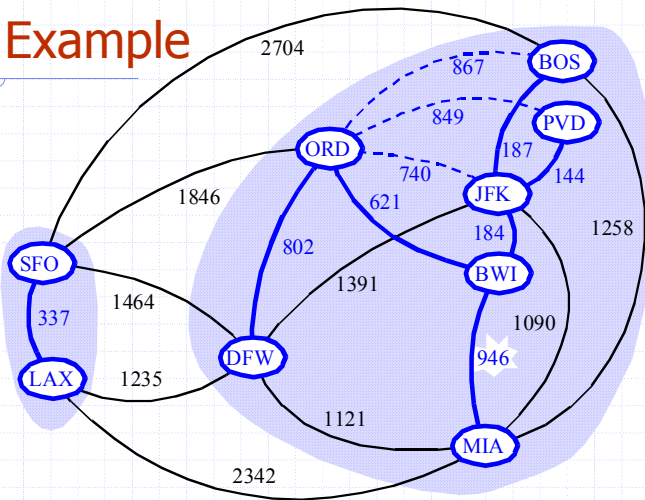 Example
2704
867
BOS
849
PVD
ORD
187
740
144
1846
621
JFK
184
1258
802
SFO
1391
BWI
1464
337
1090
946
DFW
LAX
1235
1121
MIA
2342